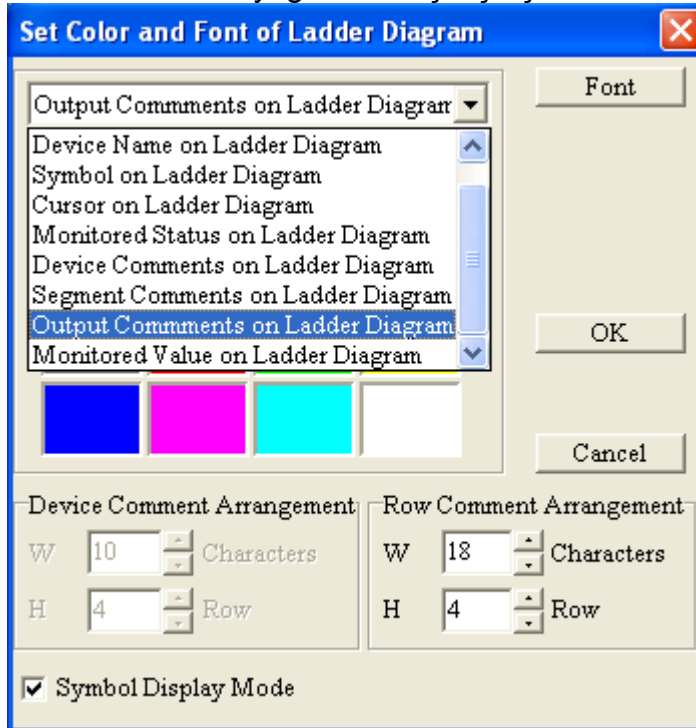 Set Color and Font of Ladder Diagram
Output Commments on Ladder Diagram
Font
Device Name on Ladder Diagram
Symbol on Ladder Diagram
Cursor on Ladder Diagram
Monitored Status on Ladder Diagram
Device Comments on Ladder Diagram
Segment Comments on Ladder Diagram
Output Commments on Ladder Diagram
Monitored Value on Ladder Diagram
OK
Cancel
Device Comment Arrangement
W 10 Characters
H 4 Row
Row Comment Arrangement
W 18 Characters
H 4 Row
Symbol Display Mode